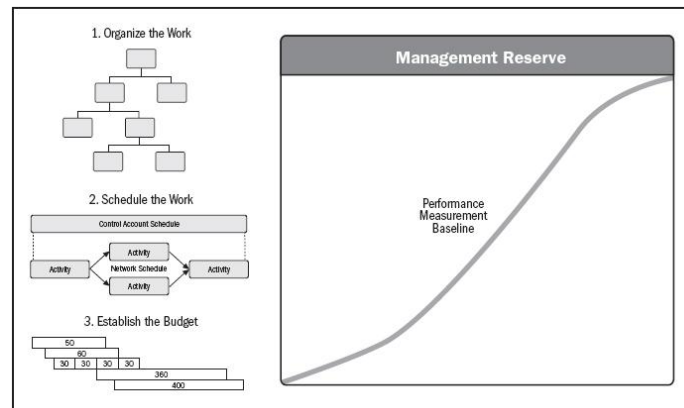 1. Organize the Work
2. Schedule the Work
Control Account Schedule
Activity
Activity
Network Schedule
Activity
Activity
3. Establish the Budget
50
60
30 30 30 30
360
400
Management Reserve
Performance
Measurement
Baseline